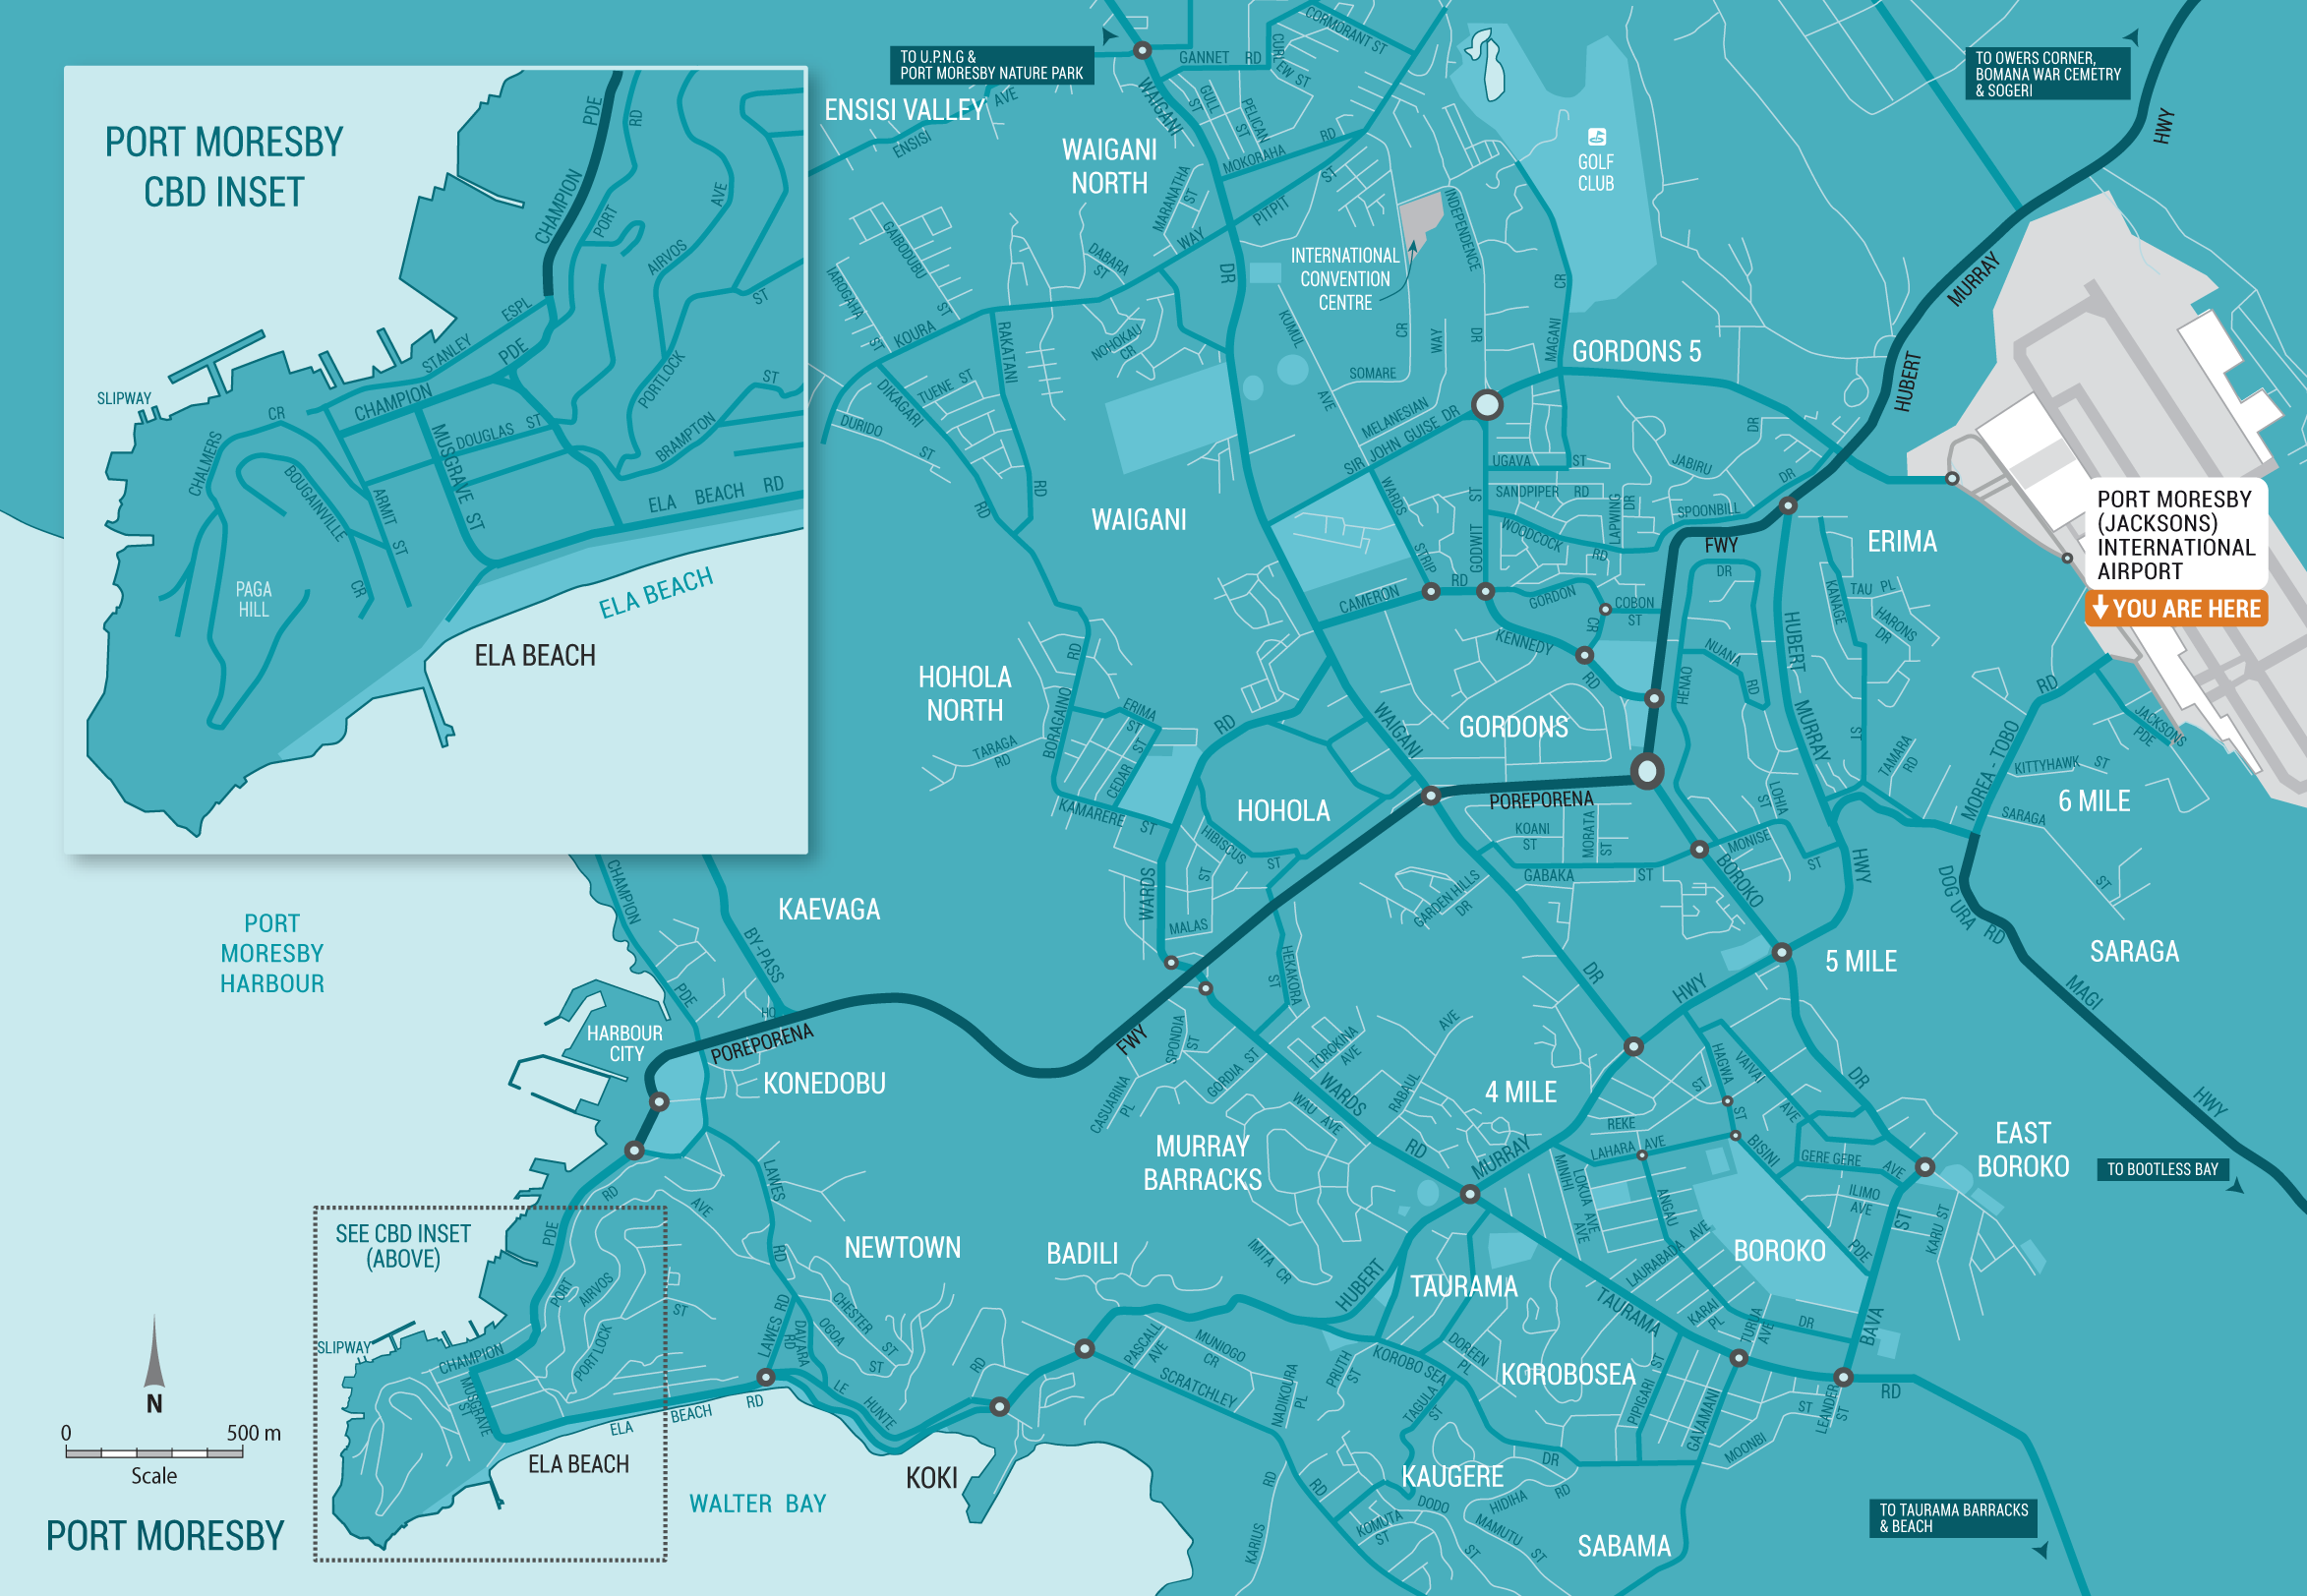 PORT MORESBY
CBD INSET
CHAMPION
PDE
PORT
RD
AIRVOS
AVE
STANLEY
ESPL
PDE
CHAMPION
PORTLOCK
ST
BRAMPTON
ST
DOUGLAS ST
MUSGRAVE ST
ELA BEACH RD
SLIPWAY
CHALMERS
CR
BOUGAINVILLE
CR
ARMIT
ST
PAGA
HILL
ELA BEACH
ELA BEACH
TO U.P.N.G &
PORT MORESBY NATURE PARK
TO OWERS CORNER,
BOMANA WAR CEMETRY
& SOGERI
ENSISI VALLEY
ENSISI
AVE
WAIGANI
NORTH
WAIGANI
DR
GANNET RD
CURLEW ST
CORMORANT ST
GULL
ST
PELICAN
ST
MOKORAHA
RD
MARANATHA
ST
PITPIT
ST
WAY
DABARA
ST
GAIBODUBU
ST
IAROGAHA
ST
KOURA
RAKATANI
RD
NOHOKAU
CR
TUENE ST
DIKAGARI
RD
DURIDO
ST
INTERNATIONAL
CONVENTION
CENTRE
INDEPENDENCE
DR
KUMUL
AVE
CR
WAY
SOMARE
MELANESIAN
SIR JOHN GUISE DR
GOLF
CLUB
MAGANI
CR
GORDONS 5
HUBERT
MURRAY
HWY
WAIGANI
WARDS
STRIP
UGAVA
ST
SANDPIPER RD
GODWIT
ST
WOODCOCK
RD
LAPWING
DR
JABIRU
DR
SPOONBILL
DR
FWY
ERIMA
PORT MORESBY
(JACKSONS)
INTERNATIONAL
AIRPORT
YOU ARE HERE
CAMERON
RD
GORDON
CR
COBON
ST
KENNEDY
RD
DR
NUANA
RD
HENAO
HUBERT
MURRAY
HWY
KANAGE
ST
TAU PL
HARONS
DR
HOHOLA
NORTH
BORAGAINO
RD
ERIMA
ST
CEDAR
ST
TARAGA
RD
KAMARERE
ST
RD
WAIGANI
GORDONS
HOHOLA
HIBISCUS
ST
ST
WARDS
MALAS
POREPORENA
KOANI
ST
MORATA
ST
GABAKA
ST
GARDEN HILLS
DR
LOHIA
ST
MONISE
ST
BOROKO
TAMARA
RD
MOREA - TOBO
RD
JACKSONS
PDE
KITTYHAWK ST
6 MILE
SARAGA
ST
DOGURA
RD
SARAGA
MAGI
HWY
5 MILE
HWY
DR
DR
KAEVAGA
CHAMPION
PDE
BY-PASS
PORT
MORESBY
HARBOUR
HARBOUR
CITY
POREPORENA
FWY
KONEDOBU
HEKAKORA
ST
SPONDIA
ST
CASUARINA
PL
GORDIA ST
TOROKINA
AVE
AVE
RABAUL
WAU AVE
WARDS
RD
4 MILE
MURRAY
BARRACKS
MURRAY
HAGWA
ST
VAIVAI
AVE
ST
REKE
LAHARA AVE
BISINI
PDE
GERE GERE
AVE
ILIMO
AVE
KARU ST
EAST
BOROKO
TO BOOTLESS BAY
MINIHI
LOKUA AVE
AVE
ANGAU
DR
LAURABADA AVE
BOROKO
ST
BAVA
SEE CBD INSET
(ABOVE)
PDE
RD
AVE
PORT
AIRVOS
PORTLOCK
ST
SLIPWAY
CHAMPION
MUSGRAVE
ST
LAWES
RD
LAWES RD
DAVARA
RD
NEWTOWN
CHESTER
ST
OGOA
ST
LE
HUNTE
RD
BADILI
IMITA CR
HUBERT
TAURAMA
TAURAMA
RD
KARAI
PL
TURUA
AVE
PASCALL
AVE
MUNIOGO
CR
SCRATCHLEY
RD
NADIKOURA
PL
PRUTH
ST
KOROBO SEA
DR
DOREEN
PL
TAGULA
ST
KOROBOSEA
PIPIGARI ST
GAVAMANI
MOONBI
ST
LEANDER
ST
ELA BEACH RD
ELA BEACH
WALTER BAY
KOKI
KARIUS
RD
KAUGERE
KOMUTA
ST
DODO
ST
HIDIHA RD
MAMUTU ST
SABAMA
TO TAURAMA BARRACKS
& BEACH
N
0 500 m
Scale
PORT MORESBY